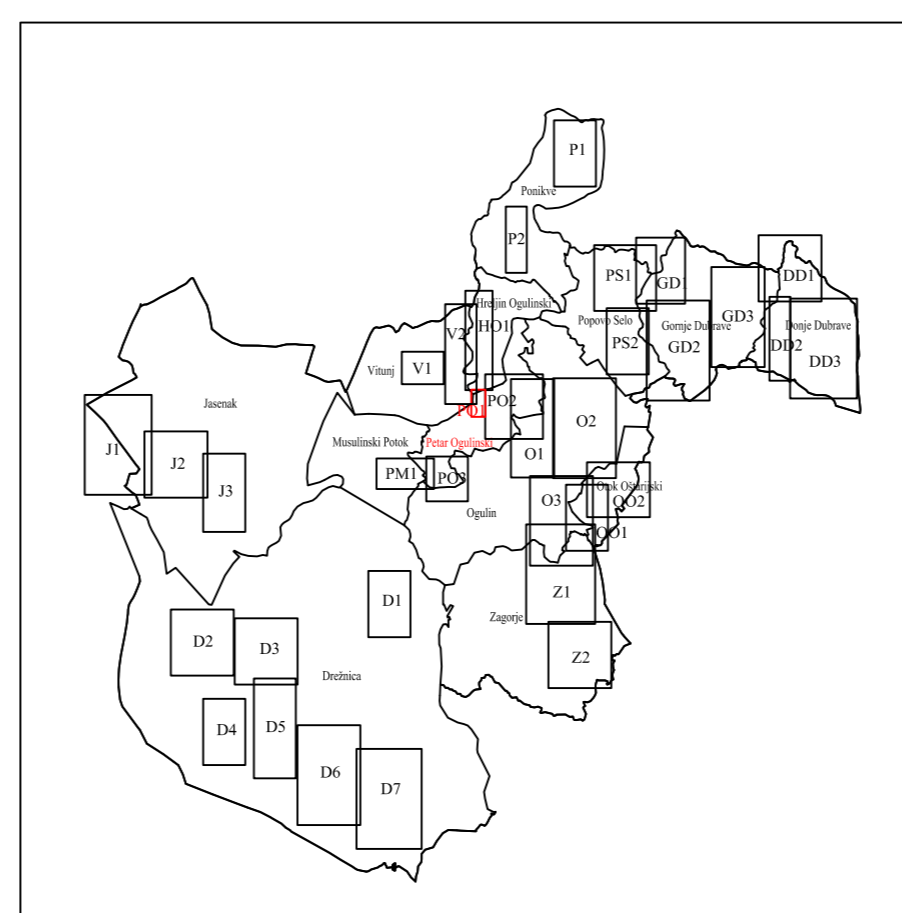 P1
Ponikve
P2
PS1
GD1
DD1
Hreljin Ogulinski
HO1
V2
Popovo Selo
Gornje Dubrave
GD3
Donje Dubrave
PS2
GD2
DD2
DD3
Vitunj
V1
Jasenak
PO1
PO2
O2
Musulinski Potok
Petar Ogulinski
J1
J2
J3
PM1
PO3
O1
Ogulin
O3
Otok Oštarijski
OO2
OO1
D1
Z1
Zagorje
D2
D3
Z2
Drežnica
D4
D5
D6
D7